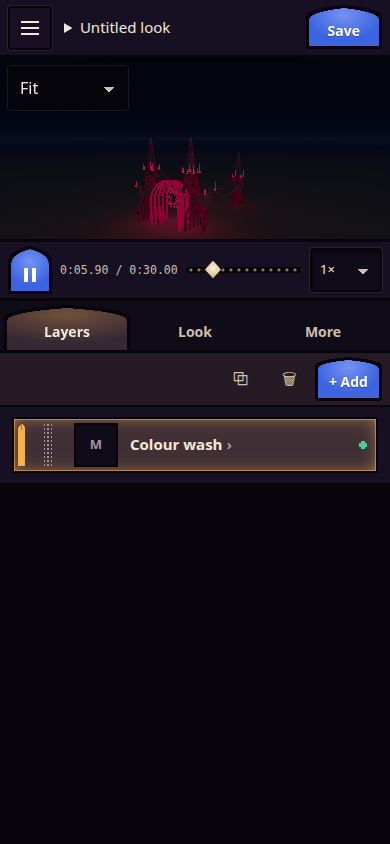 Untitled look
Save
Fit
0:05.90 / 0:30.00
1×
Layers
Look
More
+ Add
M
Colour wash ›